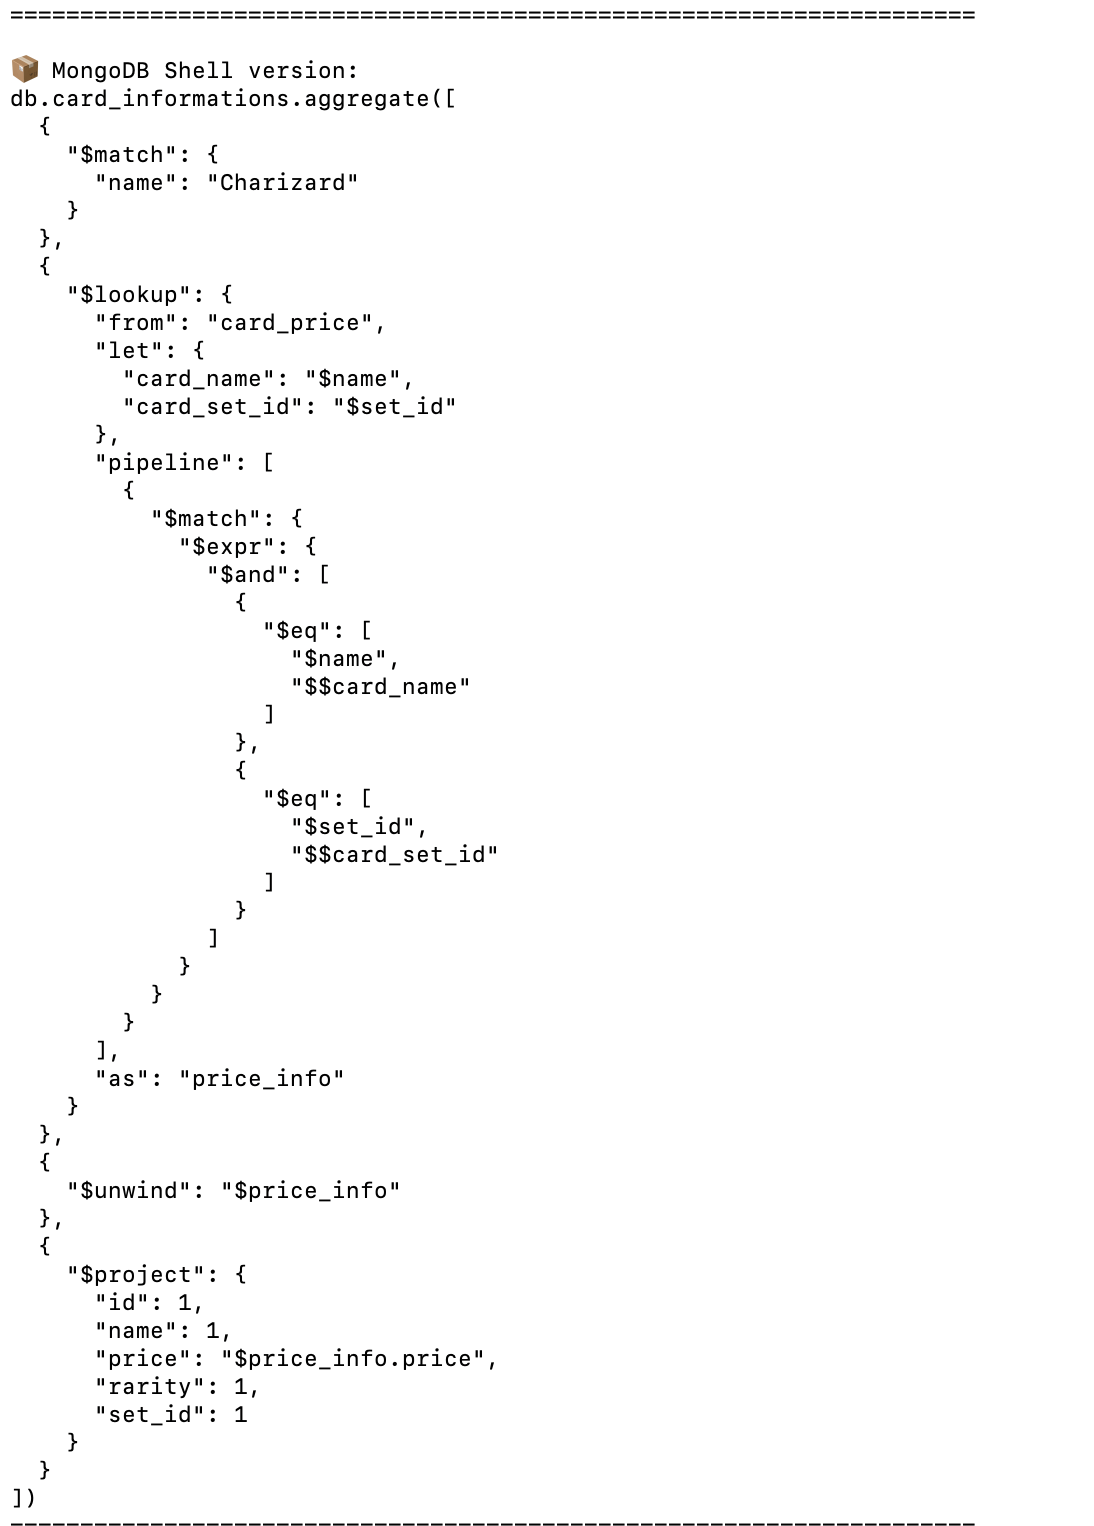 =====================================================================
📦 MongoDB Shell version:
db.card_informations.aggregate([
  {
    "$match": {
      "name": "Charizard"
    }
  },
  {
    "$lookup": {
      "from": "card_price",
      "let": {
        "card_name": "$name",
        "card_set_id": "$set_id"
      },
      "pipeline": [
        {
          "$match": {
            "$expr": {
              "$and": [
                {
                  "$eq": [
                    "$name",
                    "$$card_name"
                  ]
                },
                {
                  "$eq": [
                    "$set_id",
                    "$$card_set_id"
                  ]
                }
              ]
            }
          }
        }
      ],
      "as": "price_info"
    }
  },
  {
    "$unwind": "$price_info"
  },
  {
    "$project": {
      "id": 1,
      "name": 1,
      "price": "$price_info.price",
      "rarity": 1,
      "set_id": 1
    }
  }
])
---------------------------------------------------------------------